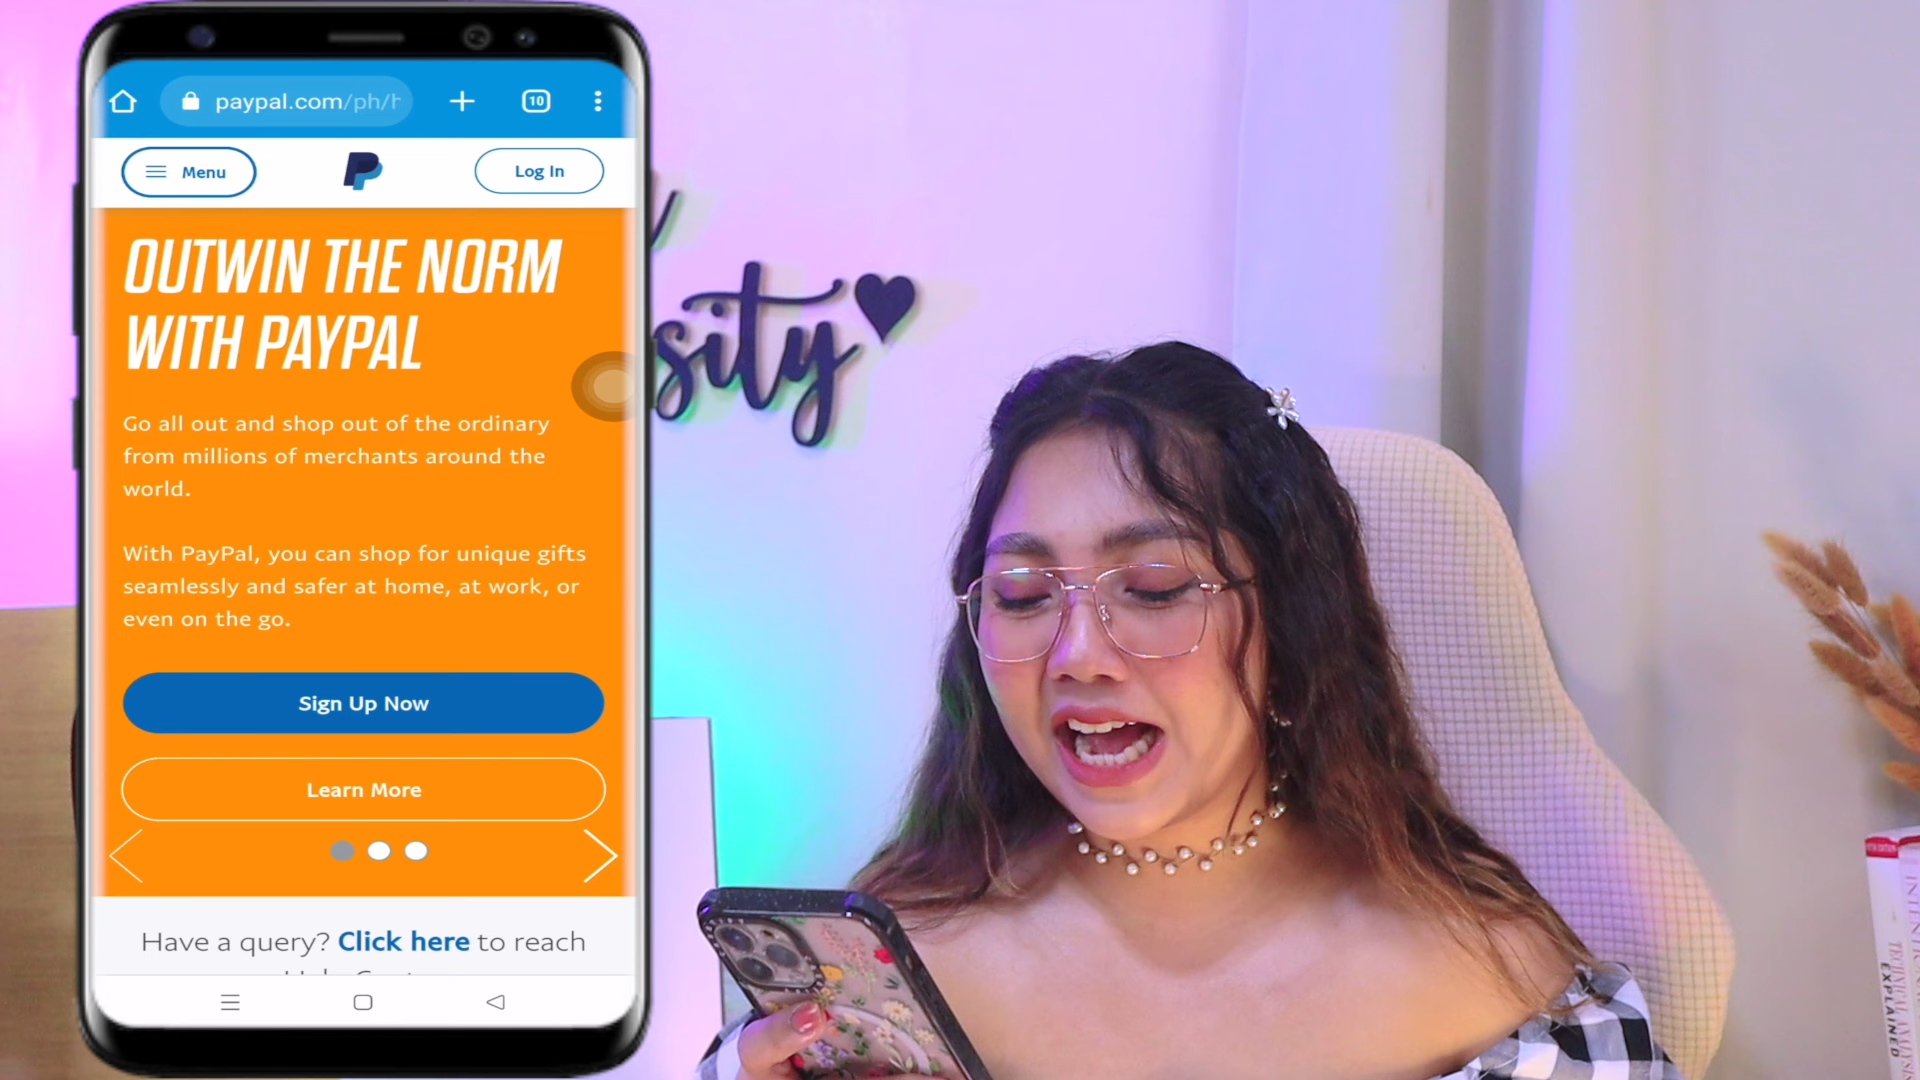 paypal.com/ph/h
10
Menu
Log In
OUTWIN THE NORM
WITH PAYPAL
Go all out and shop out of the ordinary
from millions of merchants around the
world.
With PayPal, you can shop for unique gifts
seamlessly and safer at home, at work, or
even on the go.
Sign Up Now
Learn More
Have a query? Click here to reach
sity
EXPLAINED